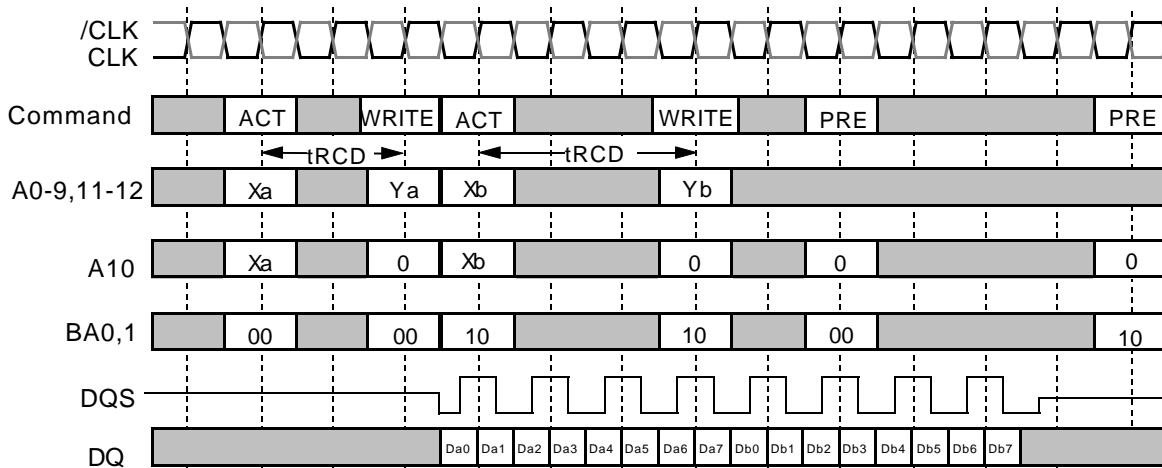 /CLK
CLK
Command ACT WRITE ACT WRITE PRE PRE
tRCD tRCD
A0-9,11-12 Xa Ya Xb Yb
A10 Xa 0 Xb 0 0 0
BA0,1 00 00 10 10 00 10
DQS
DQ Da0 Da1 Da2 Da3 Da4 Da5 Da6 Da7 Db0 Db1 Db2 Db3 Db4 Db5 Db6 Db7